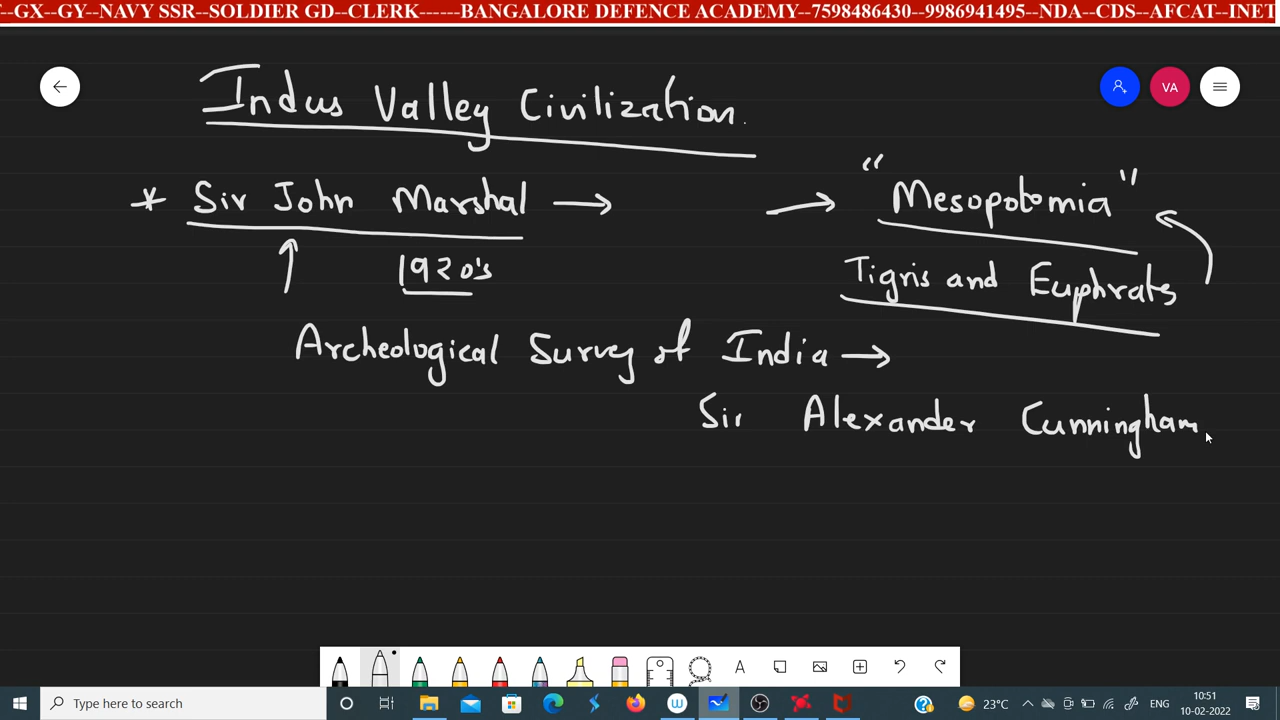 --GX--GY--NAVY SSR--SOLDIER GD--CLERK------BANGALORE DEFENCE ACADEMY--7598486430--9986941495--NDA--CDS--AFCAT--INET
Indus Valley Civilization.
VA
* Sir John Marshal → → "Mesopotomia"
1920's
Tigris and Euphrates
Archeological Survey of India →
Sir Alexander Cunningham
A
Type here to search
23°C
ENG
10:51
10-02-2022